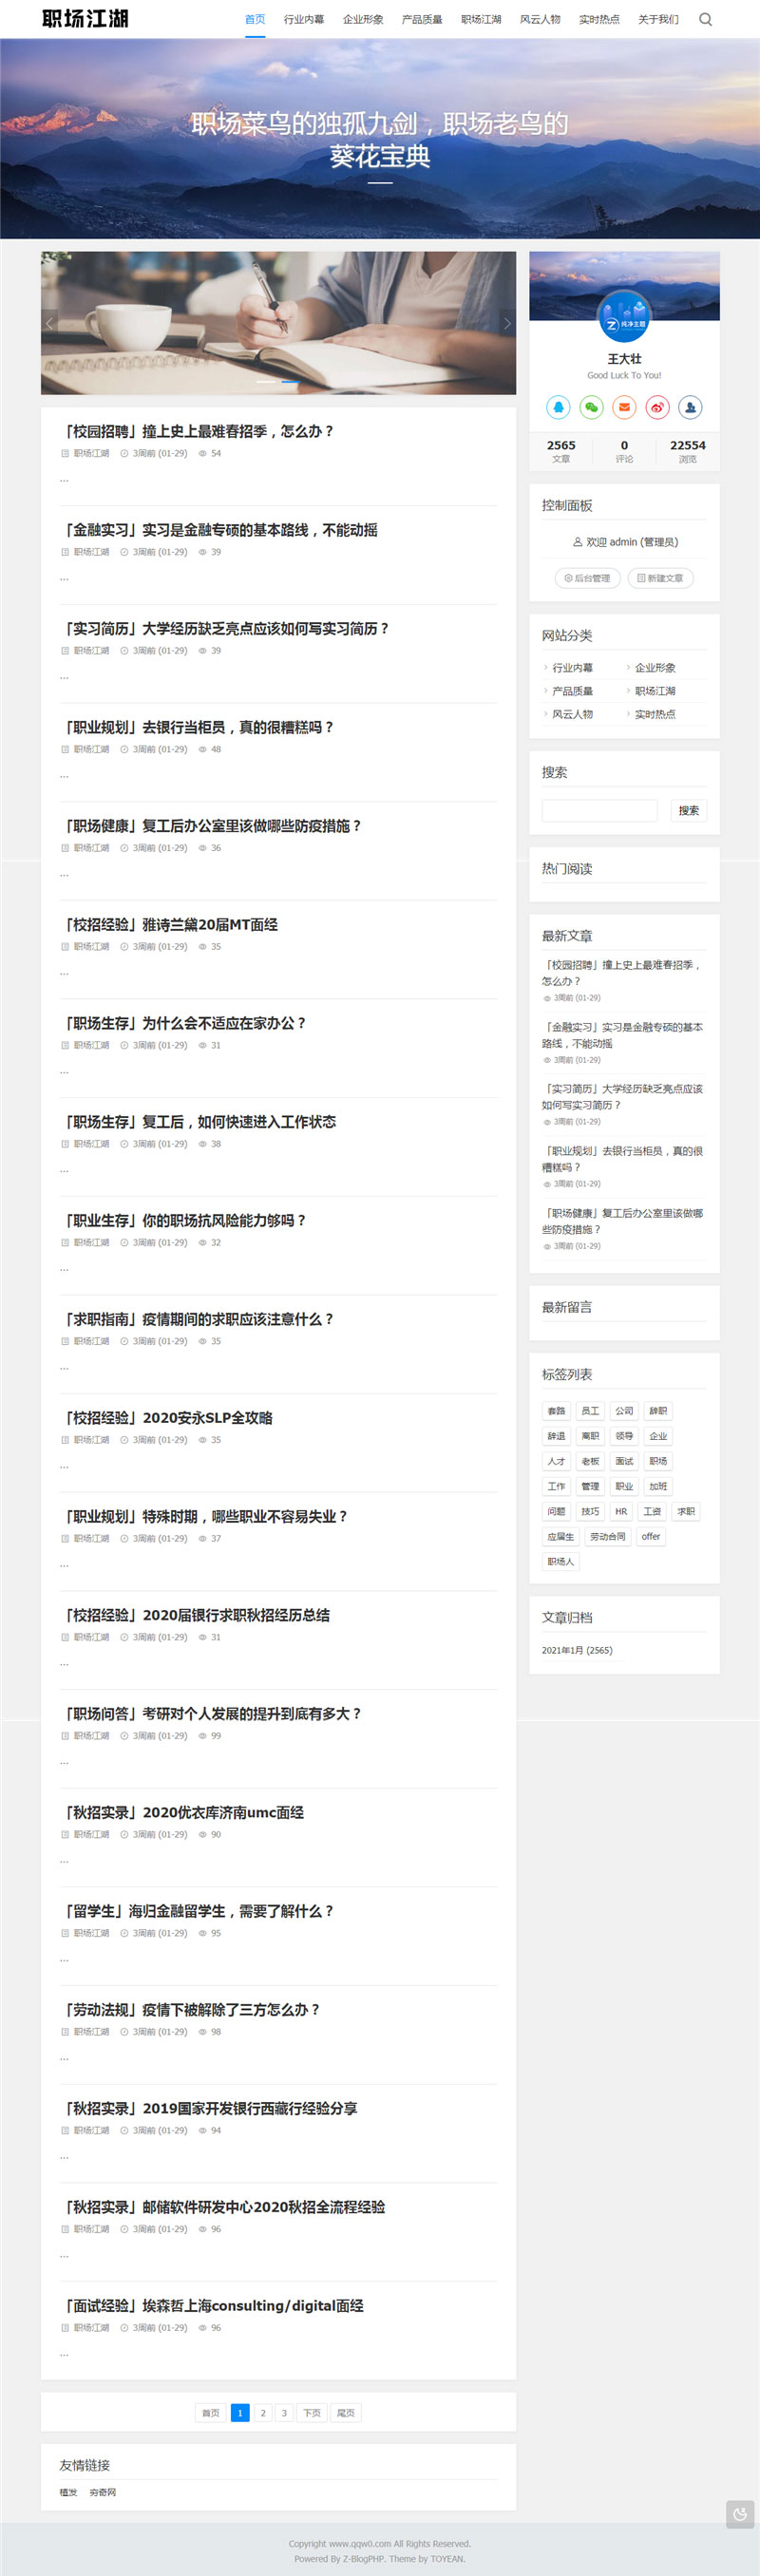 职场江湖
首页 行业内幕 企业形象 产品质量 职场江湖 风云人物 实时热点 关于我们
职场菜鸟的独孤九剑，职场老鸟的
葵花宝典
「校园招聘」撞上史上最难春招季，怎么办？
职场江湖 3周前 (01-29) 54
...
「金融实习」实习是金融专硕的基本路线，不能动摇
职场江湖 3周前 (01-29) 39
...
「实习简历」大学经历缺乏亮点应该如何写实习简历？
职场江湖 3周前 (01-29) 39
...
「职业规划」去银行当柜员，真的很糟糕吗？
职场江湖 3周前 (01-29) 48
...
「职场健康」复工后办公室里该做哪些防疫措施？
职场江湖 3周前 (01-29) 36
...
「校招经验」雅诗兰黛20届MT面经
职场江湖 3周前 (01-29) 35
...
「职场生存」为什么会不适应在家办公？
职场江湖 3周前 (01-29) 31
...
「职场生存」复工后，如何快速进入工作状态
职场江湖 3周前 (01-29) 38
...
「职业生存」你的职场抗风险能力够吗？
职场江湖 3周前 (01-29) 32
...
「求职指南」疫情期间的求职应该注意什么？
职场江湖 3周前 (01-29) 35
...
「校招经验」2020安永SLP全攻略
职场江湖 3周前 (01-29) 35
...
「职业规划」特殊时期，哪些职业不容易失业？
职场江湖 3周前 (01-29) 37
...
「校招经验」2020届银行求职秋招经历总结
职场江湖 3周前 (01-29) 31
...
「职场问答」考研对个人发展的提升到底有多大？
职场江湖 3周前 (01-29) 99
...
「秋招实录」2020优衣库济南umc面经
职场江湖 3周前 (01-29) 90
...
「留学生」海归金融留学生，需要了解什么？
职场江湖 3周前 (01-29) 95
...
「劳动法规」疫情下被解除了三方怎么办？
职场江湖 3周前 (01-29) 98
...
「秋招实录」2019国家开发银行西藏行经验分享
职场江湖 3周前 (01-29) 94
...
「秋招实录」邮储软件研发中心2020秋招全流程经验
职场江湖 3周前 (01-29) 96
...
「面试经验」埃森哲上海consulting/digital面经
职场江湖 3周前 (01-29) 96
...
首页 1 2 3 下页 尾页
友情链接
植发 穷奇网
纯净主题
王大壮
Good Luck To You!
2565 0 22554
文章 评论 浏览
控制面板
欢迎 admin (管理员)
后台管理 新建文章
网站分类
行业内幕 企业形象
产品质量 职场江湖
风云人物 实时热点
搜索
搜索
热门阅读
最新文章
「校园招聘」撞上史上最难春招季，
怎么办？
3周前 (01-29)
「金融实习」实习是金融专硕的基本
路线，不能动摇
3周前 (01-29)
「实习简历」大学经历缺乏亮点应该
如何写实习简历？
3周前 (01-29)
「职业规划」去银行当柜员，真的很
糟糕吗？
3周前 (01-29)
「职场健康」复工后办公室里该做哪
些防疫措施？
3周前 (01-29)
最新留言
标签列表
套路 员工 公司 辞职
辞退 离职 领导 企业
人才 老板 面试 职场
工作 管理 职业 加班
问题 技巧 HR 工资 求职
应届生 劳动合同 offer
职场人
文章归档
2021年1月 (2565)
Copyright www.qqw0.com All Rights Reserved.
Powered By Z-BlogPHP. Theme by TOYEAN.